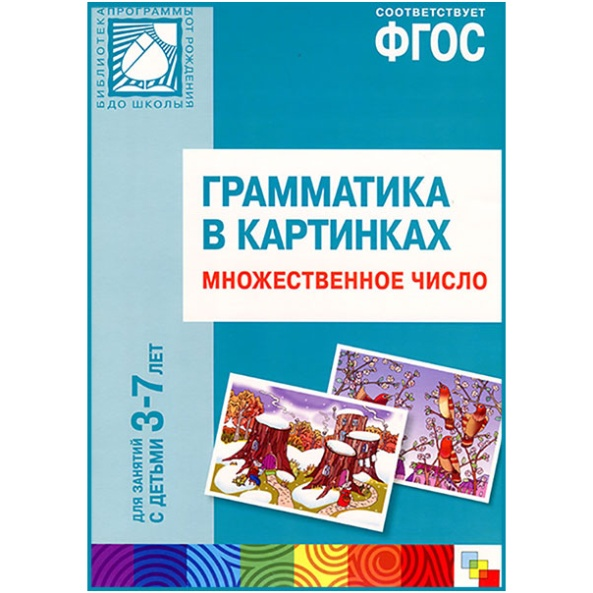 БИБЛИОТЕКА
ПРОГРАММЫ
ОТ РОЖДЕНИЯ
ДО ШКОЛЫ
СООТВЕТСТВУЕТ
ФГОС
ГРАММАТИКА
В КАРТИНКАХ
МНОЖЕСТВЕННОЕ ЧИСЛО
ДЛЯ ЗАНЯТИЙ
С ДЕТЬМИ 3-7 ЛЕТ